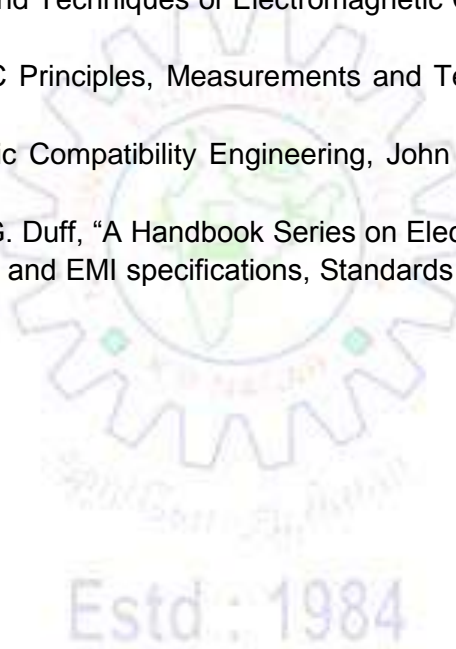 nd Techniques of Electromagnetic
C Principles, Measurements and Te
ic Compatibility Engineering, John
G. Duff, “A Handbook Series on Elec
and EMI specifications, Standards
Estd : 1984